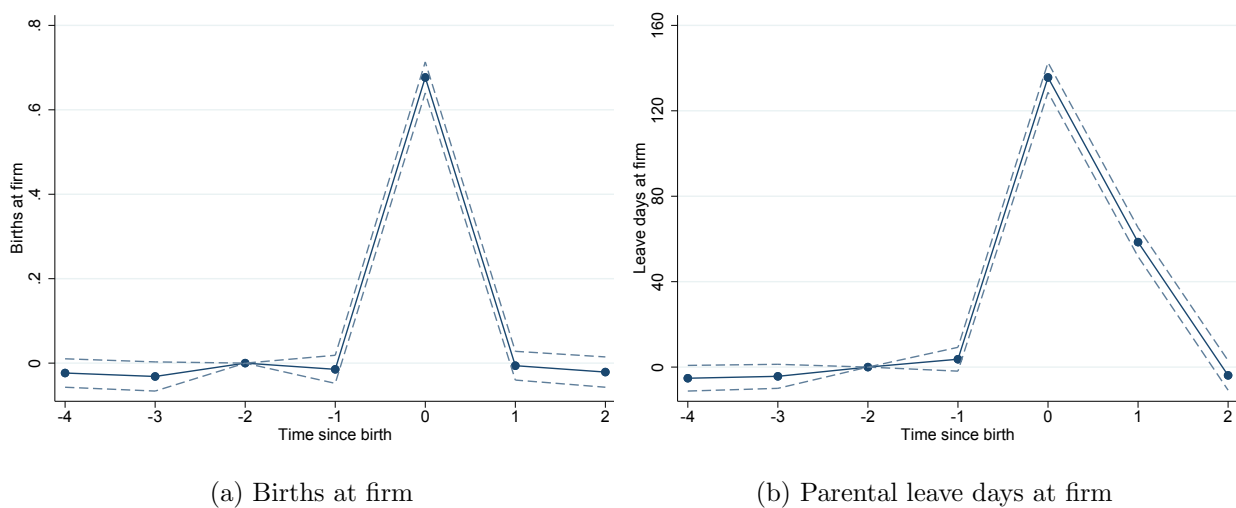 .8
.6
.4
.2
0
Births at firm
-4 -3 -2 -1 0 1 2
Time since birth
(a) Births at firm
160
120
80
40
0
Leave days at firm
-4 -3 -2 -1 0 1 2
Time since birth
(b) Parental leave days at firm